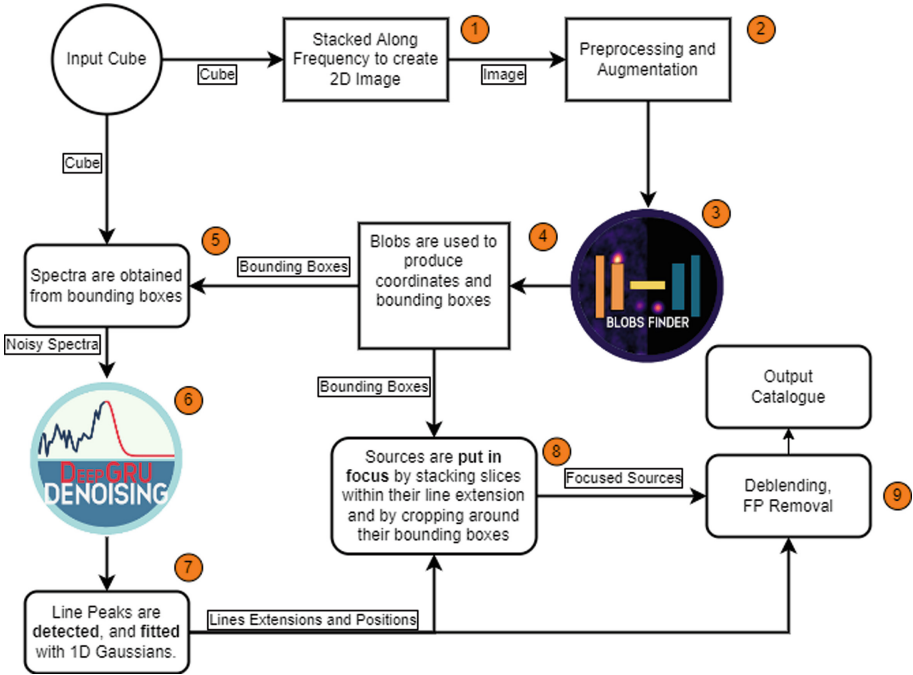 Input Cube
Cube
Stacked Along
Frequency to create
2D Image
1
Image
Preprocessing and
Augmentation
2
Cube
3
BLOBS FINDER
4
Blobs are used to
produce
coordinates and
bounding boxes
Bounding Boxes
5
Spectra are obtained
from bounding boxes
Noisy Spectra
Bounding Boxes
6
DEEPGRU
DENOISING
Output
Catalogue
8
Sources are put in
focus by stacking slices
within their line extension
and by cropping around
their bounding boxes
Focused Sources
Deblending,
FP Removal
9
7
Line Peaks are
detected, and fitted
with 1D Gaussians.
Lines Extensions and Positions